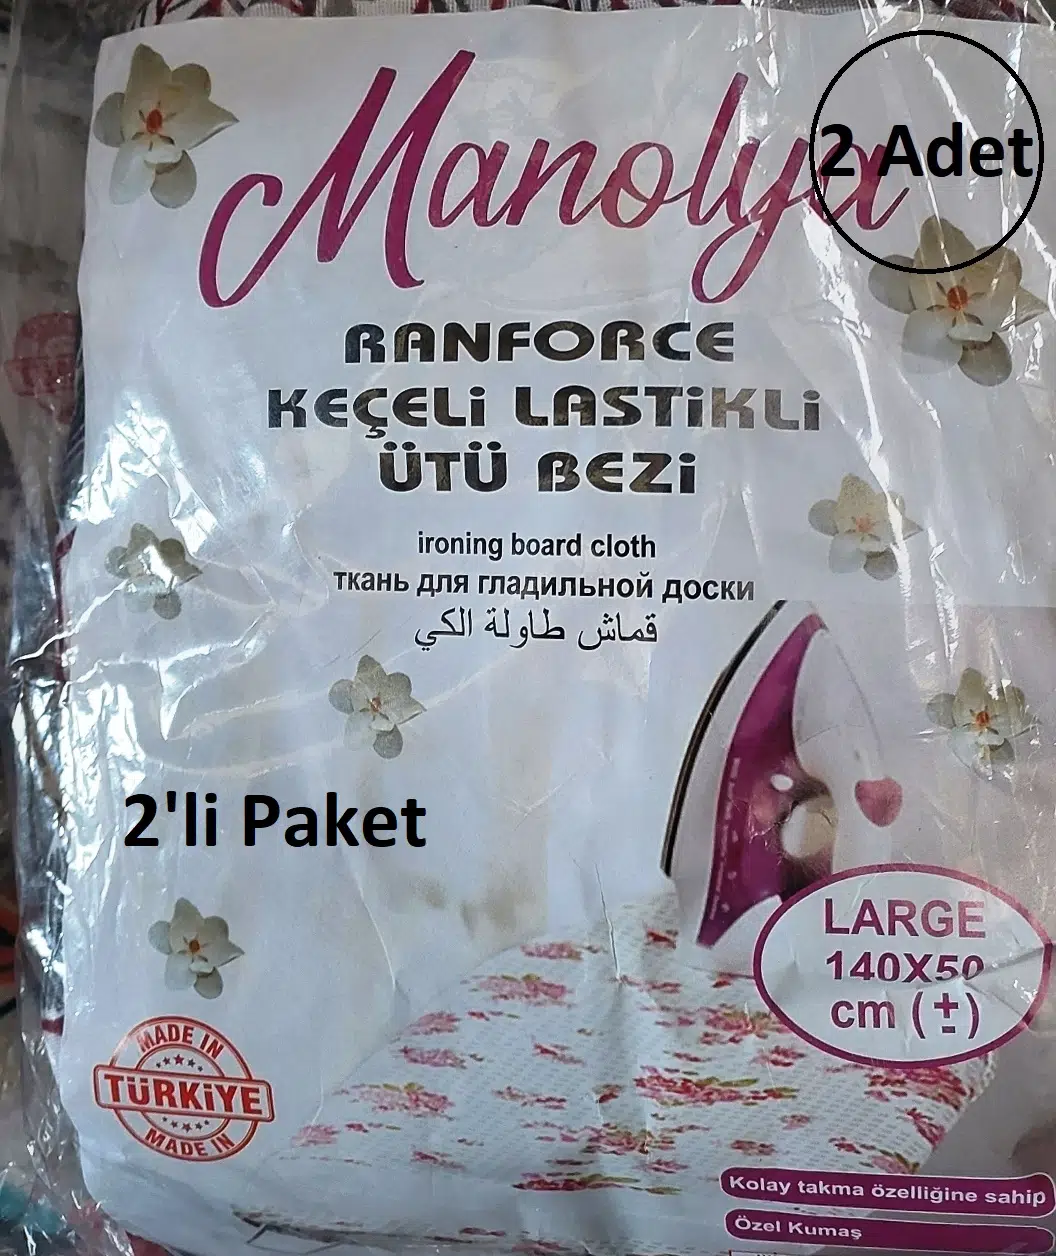 Manolya
2 Adet
RANFORCE
KEÇELİ LASTİKLİ
ÜTÜ BEZİ
ironing board cloth
ткань для гладильной доски
قماش طاولة الكي
2'li Paket
LARGE
140X50
cm (±)
MADE IN
TÜRKİYE
MADE IN
Kolay takma özelliğine sahip
Özel Kumaş